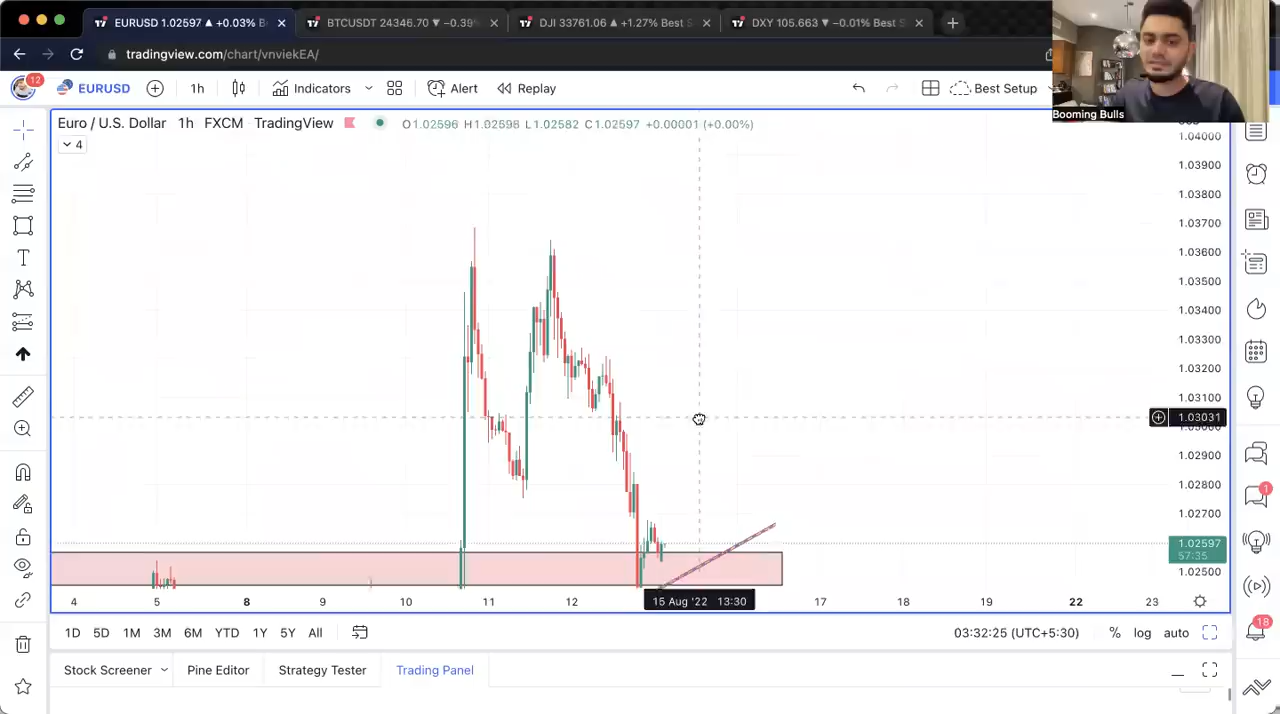 EURUSD 1.02597 ▲ +0.03% B
BTCUSDT 24346.70 ▼ −0.39%
DJI 33761.06 ▲ +1.27% Best S
DXY 105.663 ▼ −0.01% Best S
tradingview.com/chart/vnviekEA/
12
EURUSD
1h
Indicators
Alert
Replay
Best Setup
Booming Bulls
Euro / U.S. Dollar 1h FXCM TradingView
O1.02596 H1.02598 L1.02582 C1.02597 +0.00001 (+0.00%)
4
1.04000
1.03900
1.03800
1.03700
1.03600
1.03500
1.03400
1.03300
1.03200
1.03100
1.03031
1.02900
1.02800
1.02700
1.02597
57:35
1.02500
1
18
4 5 8 9 10 11 12 15 Aug '22 13:30 17 18 19 22 23
1D 5D 1M 3M 6M YTD 1Y 5Y All
03:32:25 (UTC+5:30) % log auto
Stock Screener Pine Editor Strategy Tester Trading Panel